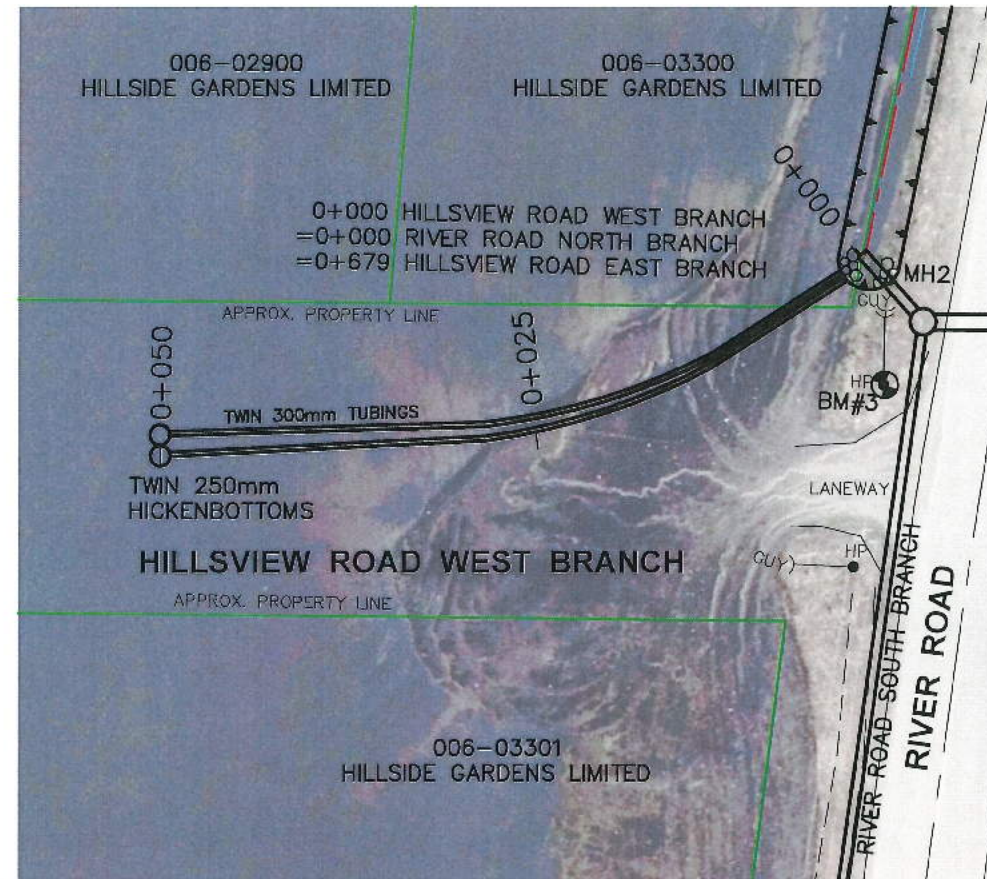 006-02900
HILLSIDE GARDENS LIMITED
006-03300
HILLSIDE GARDENS LIMITED
0+000
0+000 HILLSVIEW ROAD WEST BRANCH
=0+000 RIVER ROAD NORTH BRANCH
=0+679 HILLSVIEW ROAD EAST BRANCH
MH2
GUY
APPROX. PROPERTY LINE
0+050
0+025
HP
BM#3
TWIN 300mm TUBINGS
TWIN 250mm
HICKENBOTTOMS
LANEWAY
HILLSVIEW ROAD WEST BRANCH
GUY
HP
APPROX. PROPERTY LINE
RIVER ROAD SOUTH BRANCH
RIVER ROAD
006-03301
HILLSIDE GARDENS LIMITED